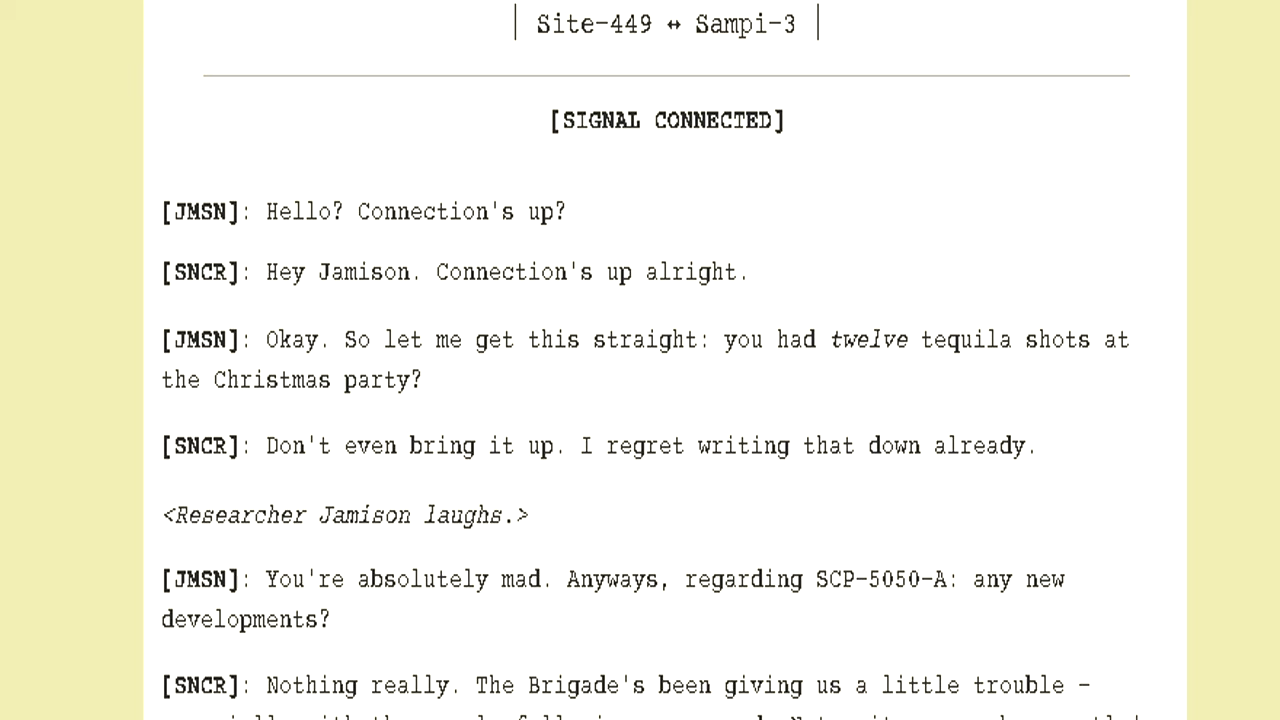 | Site-449 ↔ Sampi-3 |
[SIGNAL CONNECTED]
[JMSN]: Hello? Connection's up?
[SNCR]: Hey Jamison. Connection's up alright.
[JMSN]: Okay. So let me get this straight: you had twelve tequila shots at
the Christmas party?
[SNCR]: Don't even bring it up. I regret writing that down already.
<Researcher Jamison laughs.>
[JMSN]: You're absolutely mad. Anyways, regarding SCP-5050-A: any new
developments?
[SNCR]: Nothing really. The Brigade's been giving us a little trouble -